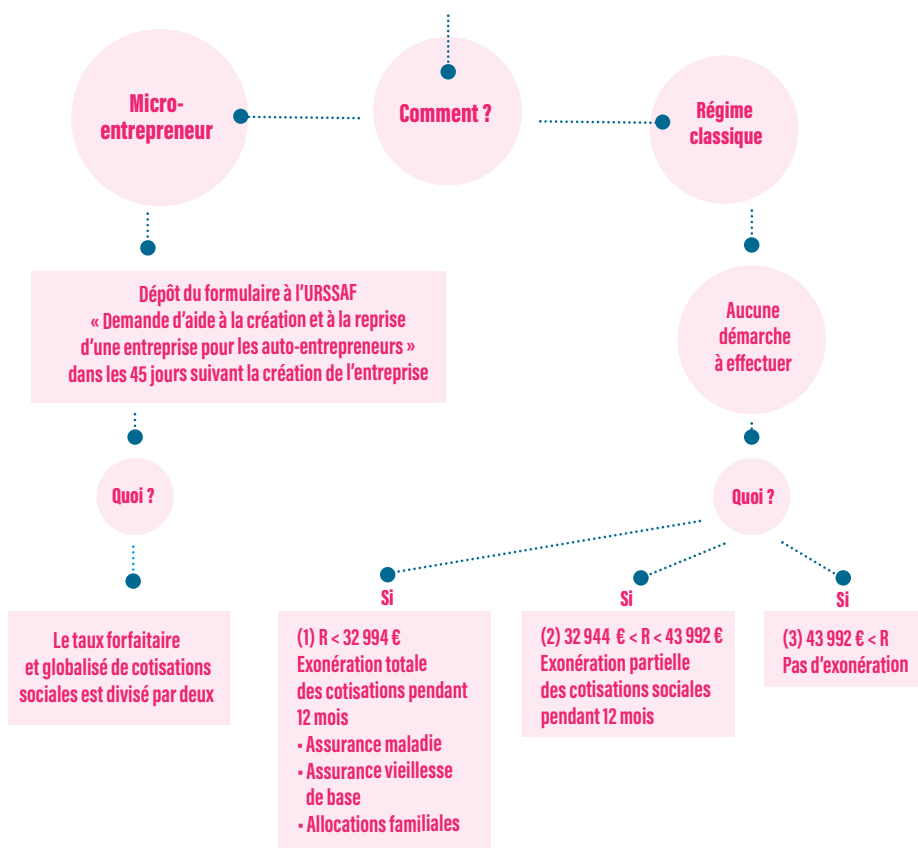 Micro-
entrepreneur
Comment ?
Régime
classique
Dépôt du formulaire à l'URSSAF
« Demande d'aide à la création et à la reprise
d'une entreprise pour les auto-entrepreneurs »
dans les 45 jours suivant la création de l'entreprise
Aucune
démarche
à effectuer
Quoi ?
Quoi ?
Le taux forfaitaire
et globalisé de cotisations
sociales est divisé par deux
Si
(1) R < 32 994 €
Exonération totale
des cotisations pendant
12 mois
- Assurance maladie
- Assurance vieillesse
de base
- Allocations familiales
Si
(2) 32 944 € < R < 43 992 €
Exonération partielle
des cotisations sociales
pendant 12 mois
Si
(3) 43 992 € < R
Pas d'exonération